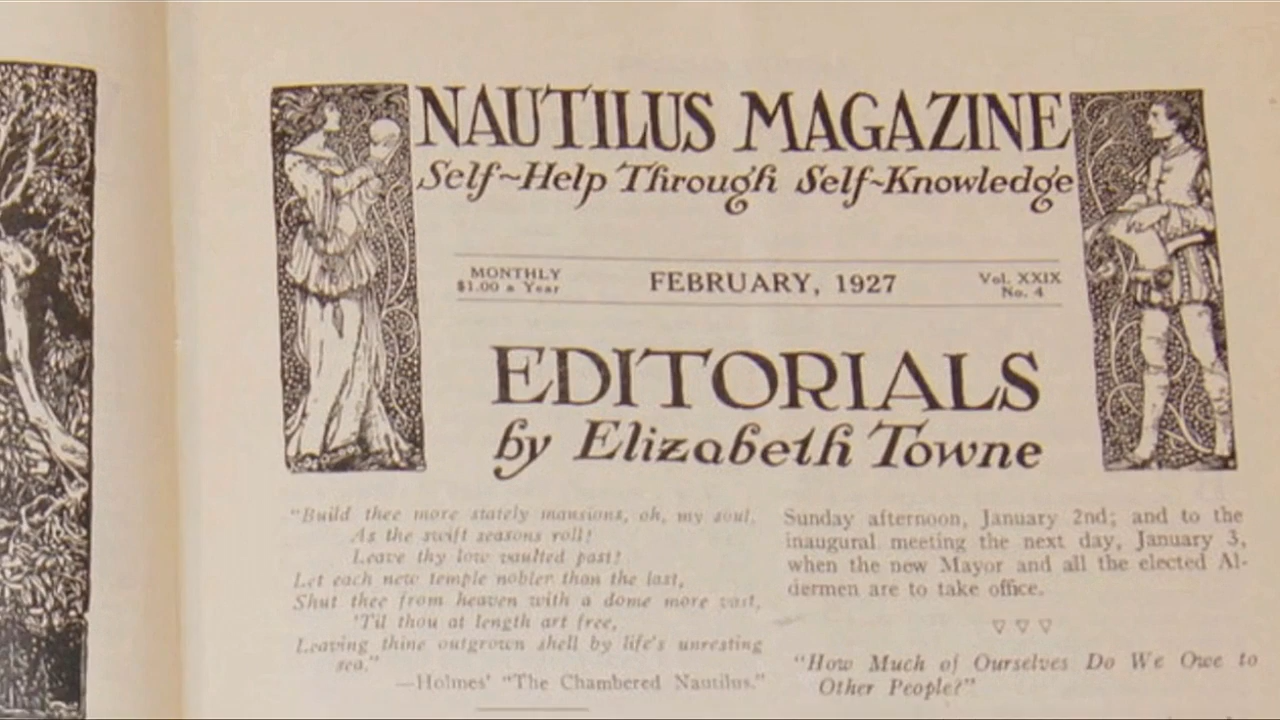 NAUTILUS MAGAZINE
Self~Help Through Self~Knowledge
MONTHLY
$1.00 a Year
FEBRUARY, 1927
Vol. XXIX
No. 4
EDITORIALS
by Elizabeth Towne
"Build thee more stately mansions, oh, my soul,
As the swift seasons roll!
Leave thy low vaulted past!
Let each new temple nobler than the last,
Shut thee from heaven with a dome more vast,
'Til thou at length art free,
Leaving thine outgrown shell by life's unresting
sea."
—Holmes' "The Chambered Nautilus."
Sunday afternoon, January 2nd; and to the
inaugural meeting the next day, January 3,
when the new Mayor and all the elected Al-
dermen are to take office.
▽ ▽ ▽
"How Much of Ourselves Do We Owe to
Other People?"